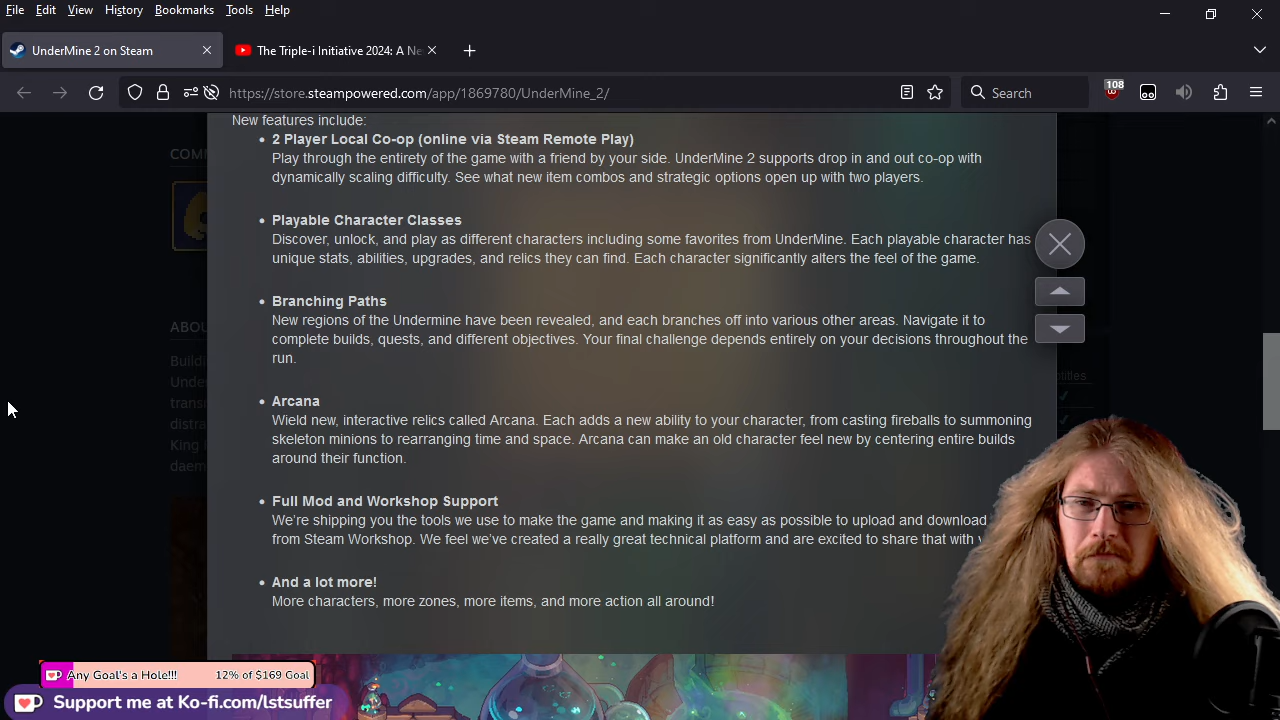 File Edit View History Bookmarks Tools Help
UnderMine 2 on Steam
The Triple-i Initiative 2024: A Ne
https://store.steampowered.com/app/1869780/UnderMine_2/
Search
108
New features include:
COM
2 Player Local Co-op (online via Steam Remote Play)
Play through the entirety of the game with a friend by your side. UnderMine 2 supports drop in and out co-op with
dynamically scaling difficulty. See what new item combos and strategic options open up with two players.
Playable Character Classes
Discover, unlock, and play as different characters including some favorites from UnderMine. Each playable character has
unique stats, abilities, upgrades, and relics they can find. Each character significantly alters the feel of the game.
Branching Paths
New regions of the Undermine have been revealed, and each branches off into various other areas. Navigate it to
complete builds, quests, and different objectives. Your final challenge depends entirely on your decisions throughout the
run.
ABOU
Buildi
Unde
trans
distra
King
daem
Arcana
Wield new, interactive relics called Arcana. Each adds a new ability to your character, from casting fireballs to summoning
skeleton minions to rearranging time and space. Arcana can make an old character feel new by centering entire builds
around their function.
Full Mod and Workshop Support
We're shipping you the tools we use to make the game and making it as easy as possible to upload and download
from Steam Workshop. We feel we've created a really great technical platform and are excited to share that with
And a lot more!
More characters, more zones, more items, and more action all around!
Any Goal's a Hole!!! 12% of $169 Goal
Support me at Ko-fi.com/lstsuffer